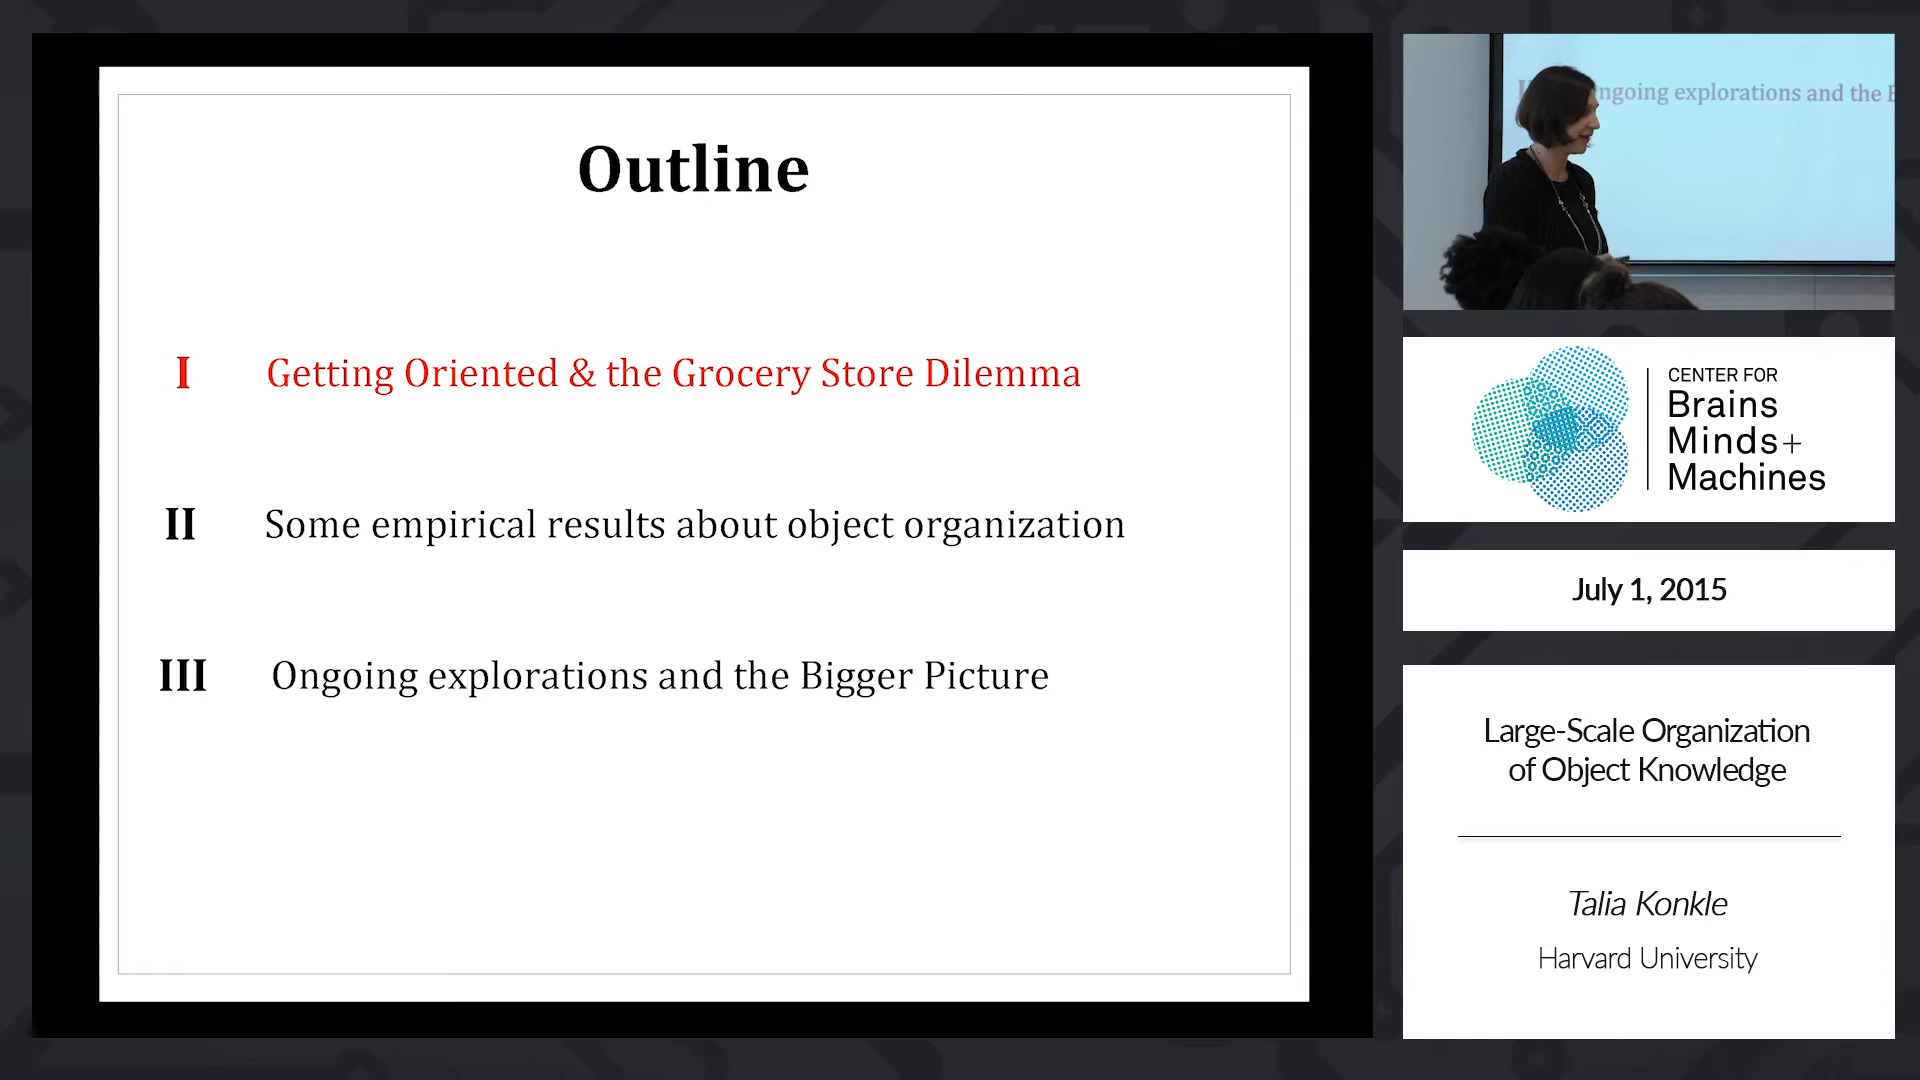 Outline
I Getting Oriented & the Grocery Store Dilemma
II Some empirical results about object organization
III Ongoing explorations and the Bigger Picture
ngoing explorations and the
CENTER FOR
Brains
Minds+
Machines
July 1, 2015
Large-Scale Organization
of Object Knowledge
Talia Konkle
Harvard University